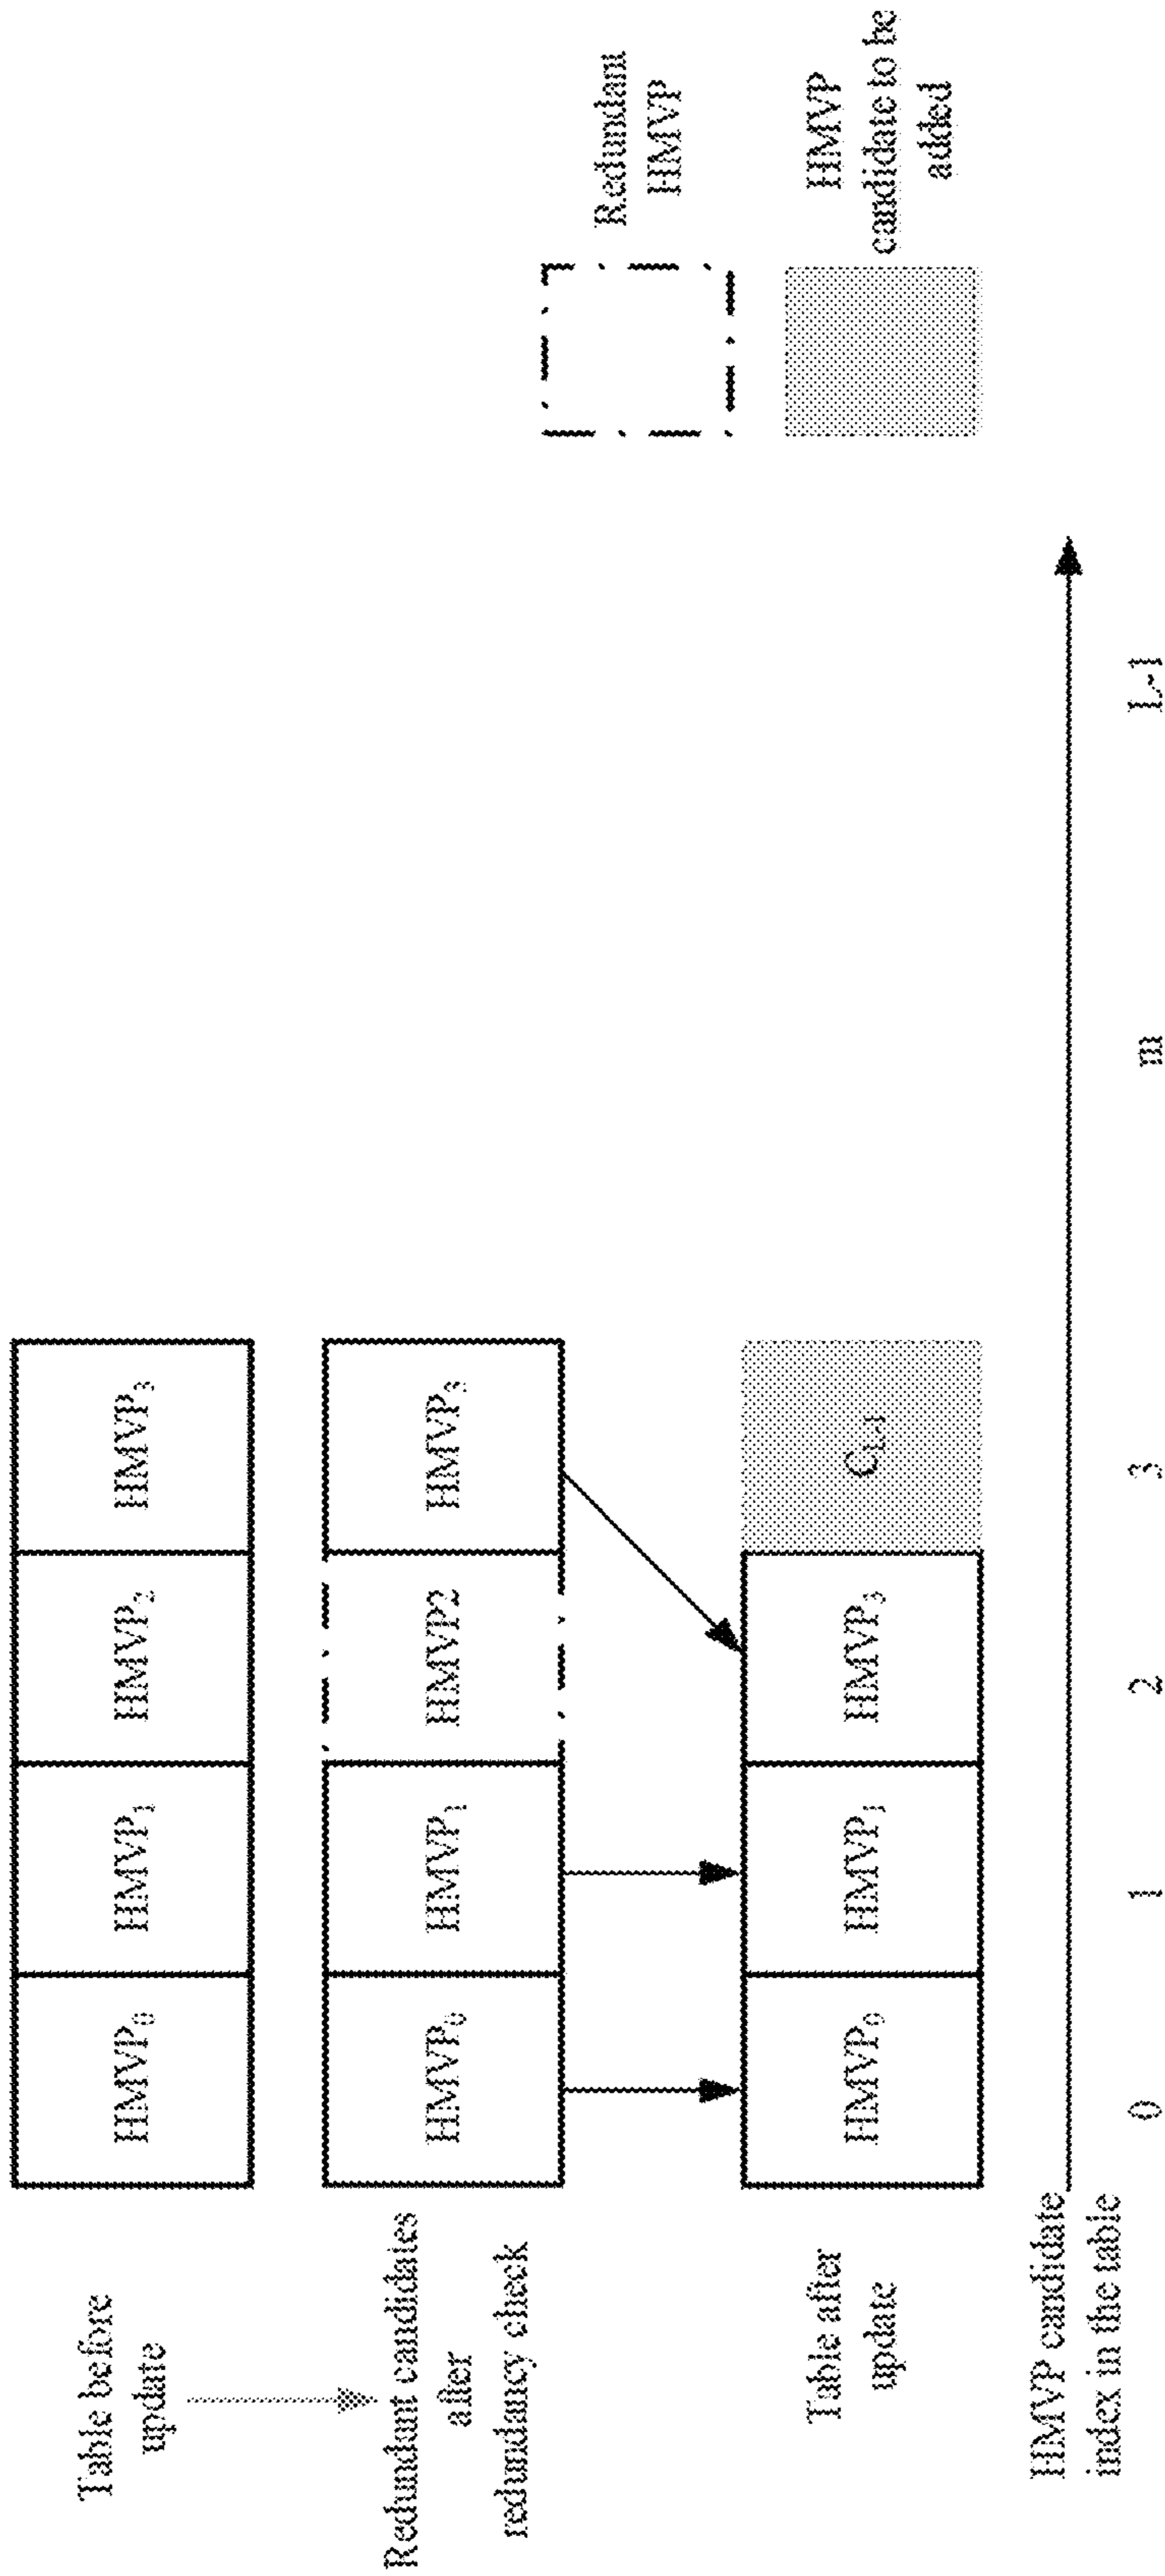 Table before
update
HMVP₀
HMVP₁
HMVP₂
HMVP₃
Redundant candidates
after
redundancy check
HMVP₀
HMVP₁
HMVP2
HMVP₃
Table after
update
HMVP₀
HMVP₁
HMVP₃
C_L-1
HMVP candidate
index in the table
0
1
2
3
m
L-1
Redundant
HMVP
HMVP
candidate to be
added